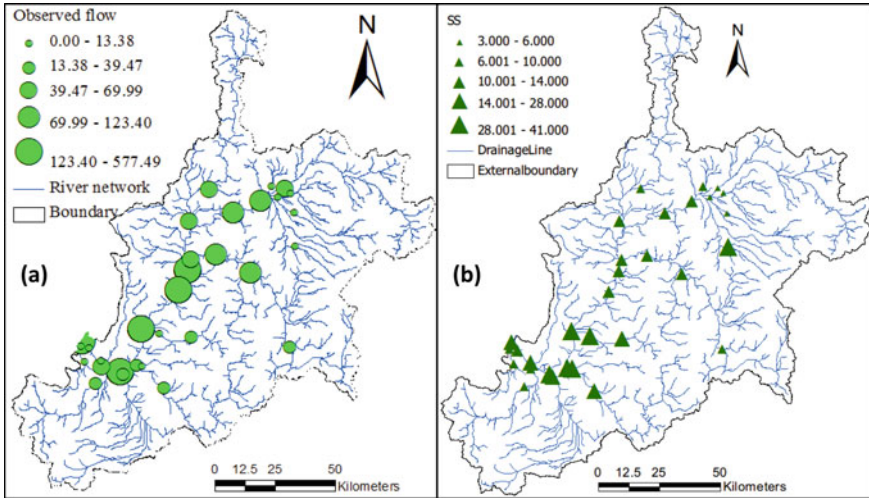 Observed flow
0.00 - 13.38
13.38 - 39.47
39.47 - 69.99
69.99 - 123.40
123.40 - 577.49
River network
Boundary
N
(a)
0 12.5 25 50
Kilometers
SS
3.000 - 6.000
6.001 - 10.000
10.001 - 14.000
14.001 - 28.000
28.001 - 41.000
DrainageLine
Externalboundary
N
(b)
0 12.5 25 50
Kilometers